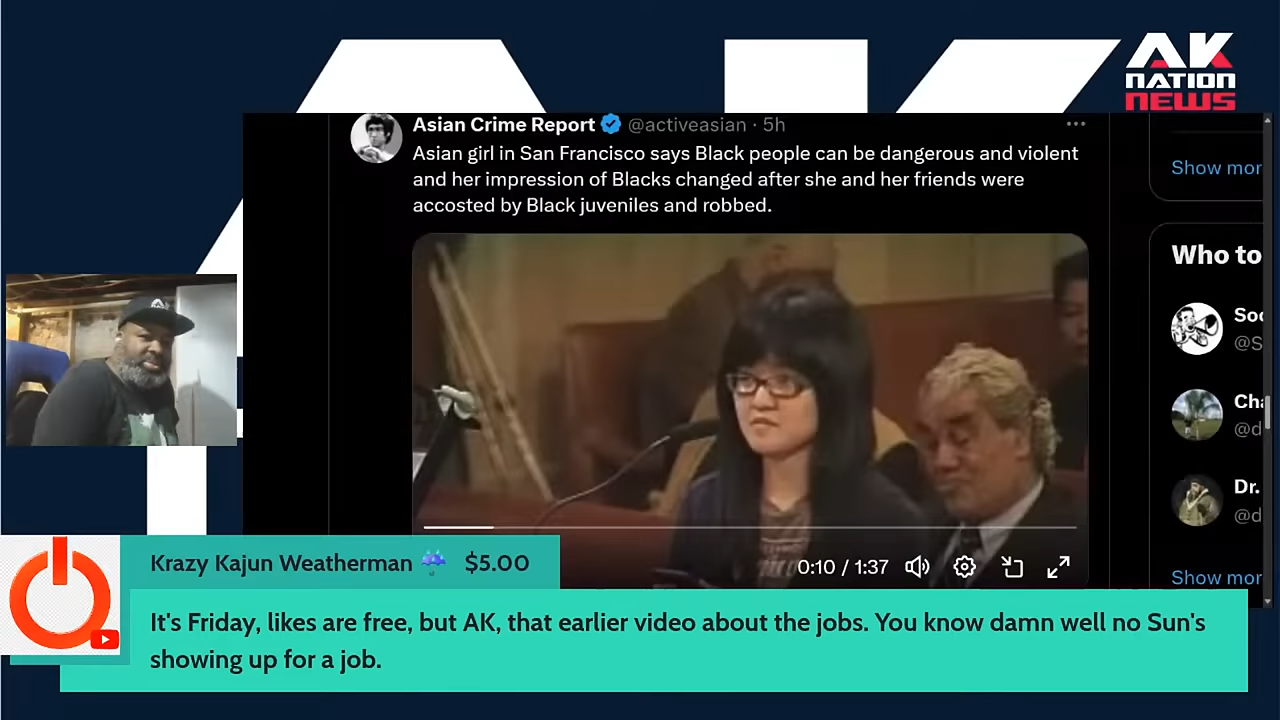 AK
NATION
NEWS
Asian Crime Report @activeasian · 5h
Asian girl in San Francisco says Black people can be dangerous and violent
and her impression of Blacks changed after she and her friends were
accosted by Black juveniles and robbed.
Show mor
Who to
Soc
@S
Cha
@d
Dr.
@d
Show mor
0:10 / 1:37
Krazy Kajun Weatherman ☔ $5.00
It's Friday, likes are free, but AK, that earlier video about the jobs. You know damn well no Sun's
showing up for a job.